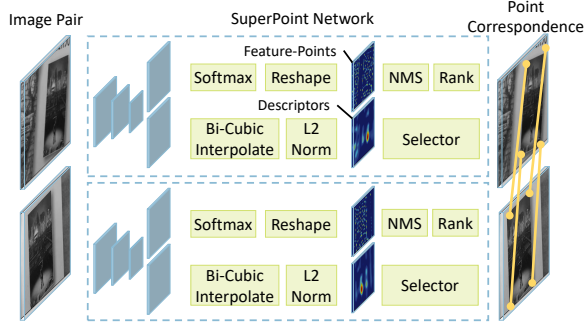 Image Pair
SuperPoint Network
Point
Correspondence
Feature-Points
Softmax
Reshape
NMS
Rank
Descriptors
Bi-Cubic
Interpolate
L2
Norm
Selector
Softmax
Reshape
NMS
Rank
Bi-Cubic
Interpolate
L2
Norm
Selector